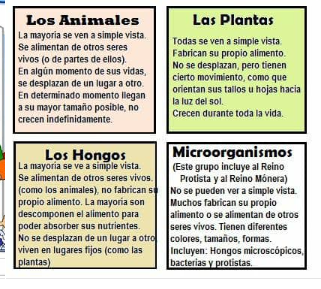 Los Animales
La mayoría se ven a simple vista.
Se alimentan de otros seres
vivos (o de partes de ellos).
En algún momento de sus vidas,
se desplazan de un lugar a otro.
En determinado momento llegan
a su mayor tamaño posible, no
crecen indefinidamente.
Las Plantas
Todas se ven a simple vista.
Fabrican su propio alimento.
No se desplazan, pero tienen
cierto movimiento, como que
orientan sus tallos u hojas hacia
la luz del sol.
Crecen durante toda la vida.
Los Hongos
La mayoría se ve a simple vista.
Se alimentan de otros seres vivos.
(como los animales), no fabrican su
propio alimento. La mayoría son
descomponen el alimento para
poder absorber sus nutrientes.
No se desplazan de un lugar a otro
viven en lugares fijos (como las
plantas)
Microorganismos
(Este grupo incluye al Reino
Protista y al Reino Mónera)
No se pueden ver a simple vista.
Muchos fabrican su propio
alimento o se alimentan de otros
seres vivos. Tienen diferentes
colores, tamaños, formas.
Incluyen: Hongos microscópicos,
bacterias y protistas.